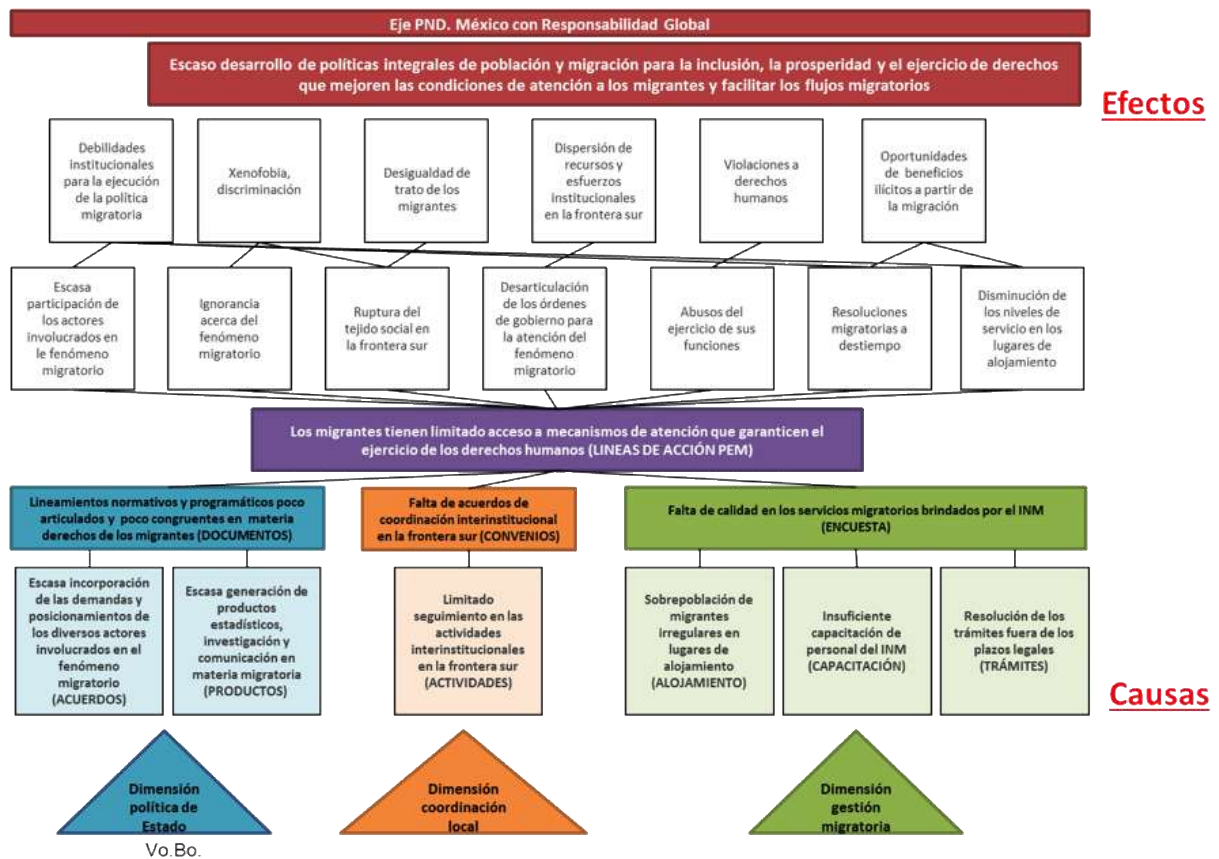 Eje PND. México con Responsabilidad Global
Escaso desarrollo de políticas integrales de población y migración para la inclusión, la prosperidad y el ejercicio de derechos
que mejoren las condiciones de atención a los migrantes y facilitar los flujos migratorios
Efectos
Debilidades
institucionales
para la ejecución
de la política
migratoria
Xenofobia,
discriminación
Desigualdad de
trato de los
migrantes
Dispersión de
recursos y
esfuerzos
Institucionales
en la frontera sur
Violaciones a
derechos
humanos
Oportunidades
de beneficios
ilícitos a partir de
la migración
Escasa
participación de
los actores
involucrados en
le fenómeno
migratorio
Ignorancia
acerca del
fenómeno
migratorio
Ruptura del
tejido social en
la frontera sur
Desarticulación
de los órdenes
de gobierno para
la atención del
fenómeno
migratorio
Abusos del
ejercicio de sus
funciones
Resoluciones
migratorias a
destiempo
Disminución de
los niveles de
servicio en los
lugares de
alojamiento
Los migrantes tienen limitado acceso a mecanismos de atención que garanticen el
ejercicio de los derechos humanos (LINEAS DE ACCIÓN PEM)
Lineamientos normativos y programáticos poco
articulados y poco congruentes en materia
derechos de los migrantes (DOCUMENTOS)
Falta de acuerdos de
coordinación interinstitucional
en la frontera sur (CONVENIOS)
Falta de calidad en los servicios migratorios brindados por el INM
(ENCUESTA)
Escasa incorporación
de las demandas y
posicionamientos de
los diversos actores
involucrados en el
fenómeno
migratorio
(ACUERDOS)
Escasa generación de
productos
estadísticos,
investigación y
comunicación en
materia migratoria
(PRODUCTOS)
Limitado
seguimiento en las
actividades
interinstitucionales
en la frontera sur
(ACTIVIDADES)
Sobrepoblación de
migrantes
irregulares en
lugares de
alojamiento
(ALOJAMIENTO)
Insuficiente
capacitación de
personal del INM
(CAPACITACIÓN)
Resolución de los
trámites fuera de los
plazos legales
(TRÁMITES)
Causas
Dimensión
política de
Estado
Dimensión
coordinación
local
Dimensión
gestión
migratoria
Vo.Bo.